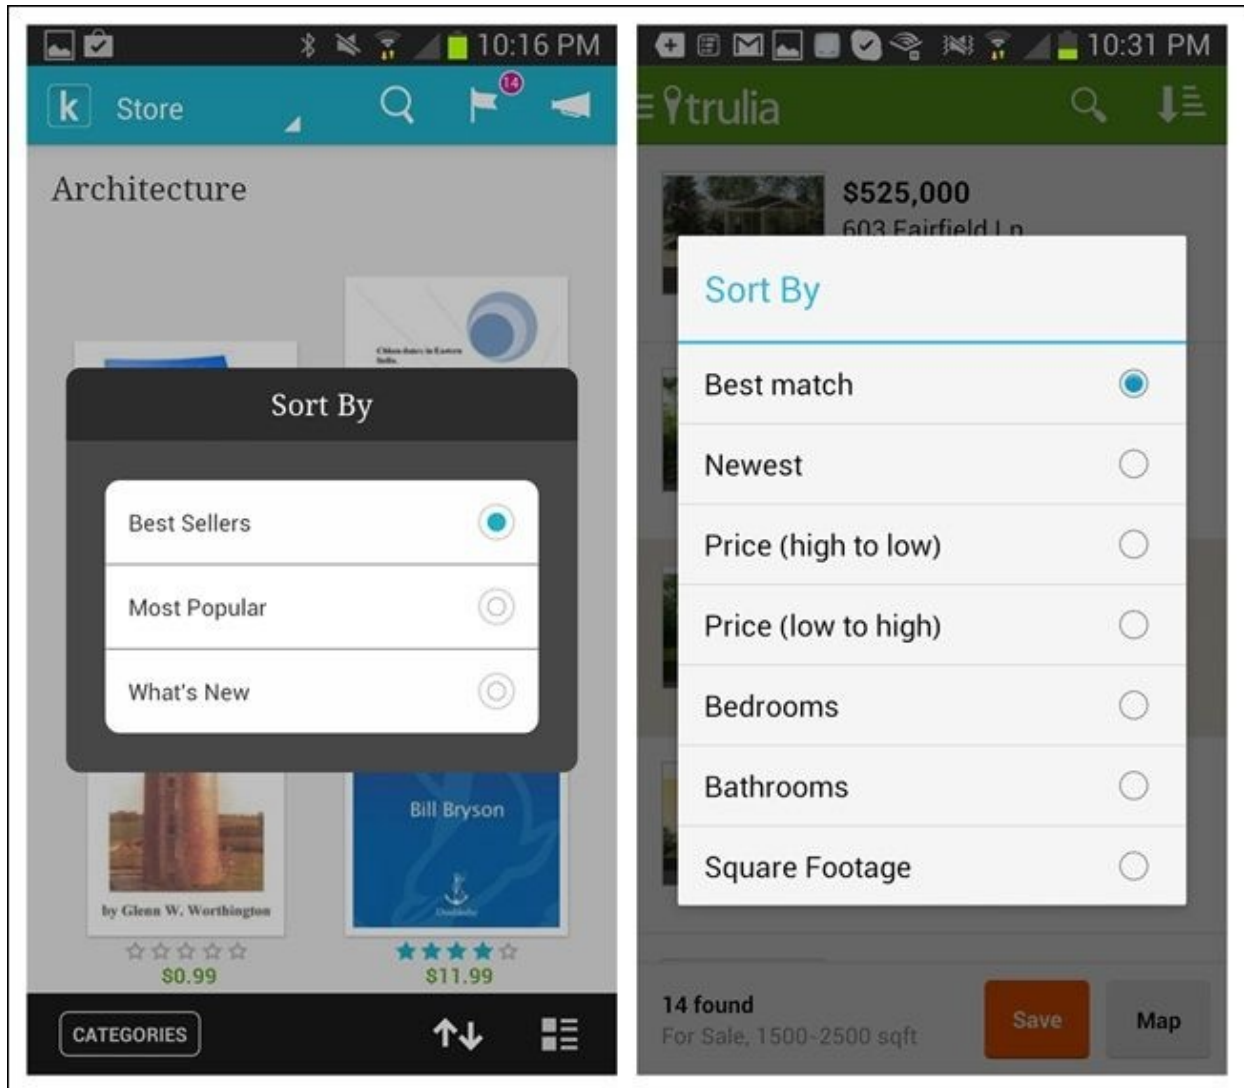 10:16 PM
k Store
14
Architecture
Sort By
Best Sellers
Most Popular
What's New
by Glenn W. Worthington
Bill Bryson
$0.99
$11.99
CATEGORIES
10:31 PM
trulia
$525,000
603 Fairfield Ln
Sort By
Best match
Newest
Price (high to low)
Price (low to high)
Bedrooms
Bathrooms
Square Footage
14 found
For Sale, 1500-2500 sqft
Save
Map